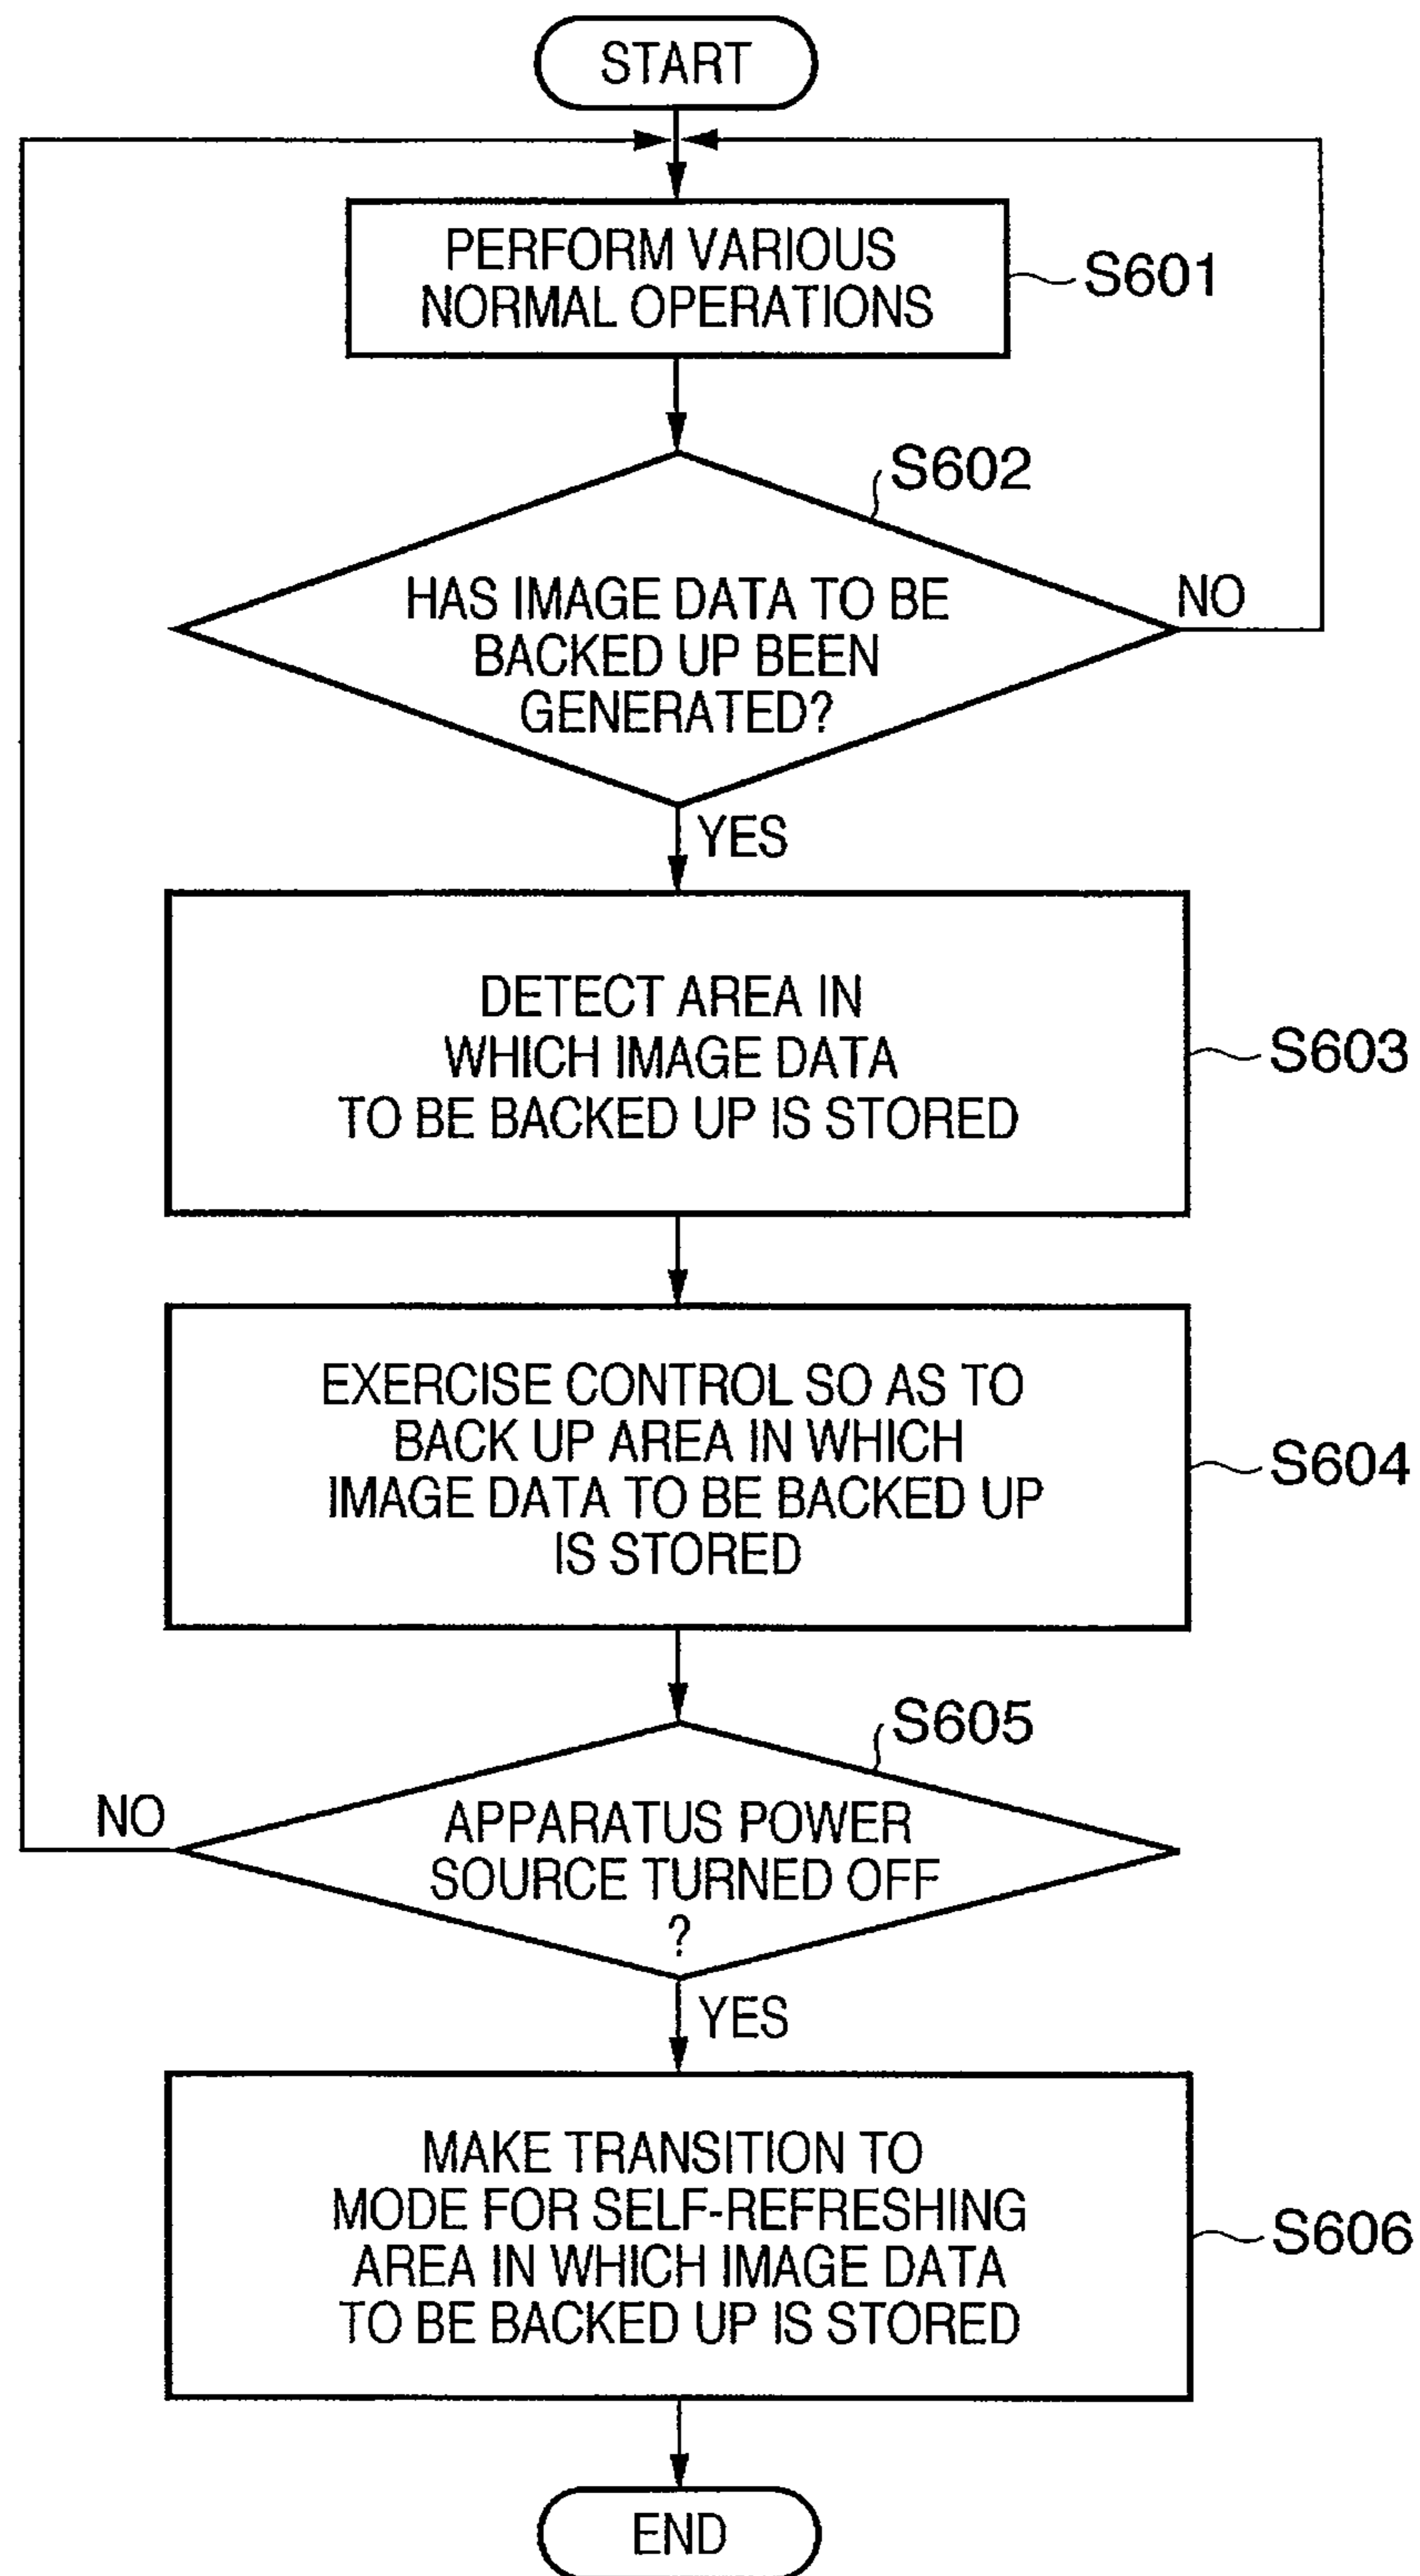 START
PERFORM VARIOUS
NORMAL OPERATIONS
S601
S602
HAS IMAGE DATA TO BE
BACKED UP BEEN
GENERATED?
NO
YES
DETECT AREA IN
WHICH IMAGE DATA
TO BE BACKED UP IS STORED
S603
EXERCISE CONTROL SO AS TO
BACK UP AREA IN WHICH
IMAGE DATA TO BE BACKED UP
IS STORED
S604
S605
NO
APPARATUS POWER
SOURCE TURNED OFF
?
YES
MAKE TRANSITION TO
MODE FOR SELF-REFRESHING
AREA IN WHICH IMAGE DATA
TO BE BACKED UP IS STORED
S606
END